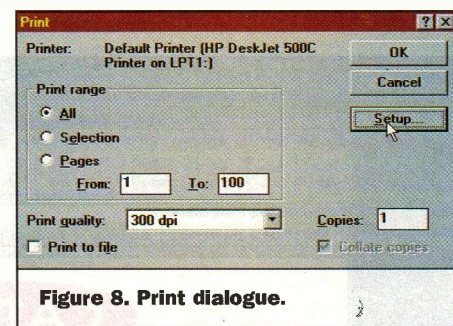 Print
Printer: Default Printer (HP DeskJet 500C
Printer on LPT1:)
OK
Cancel
Setup...
Print range
All
Selection
Pages
From: 1 To: 100
Print quality: 300 dpi
Copies: 1
Print to file
Collate copies
Figure 8. Print dialogue.